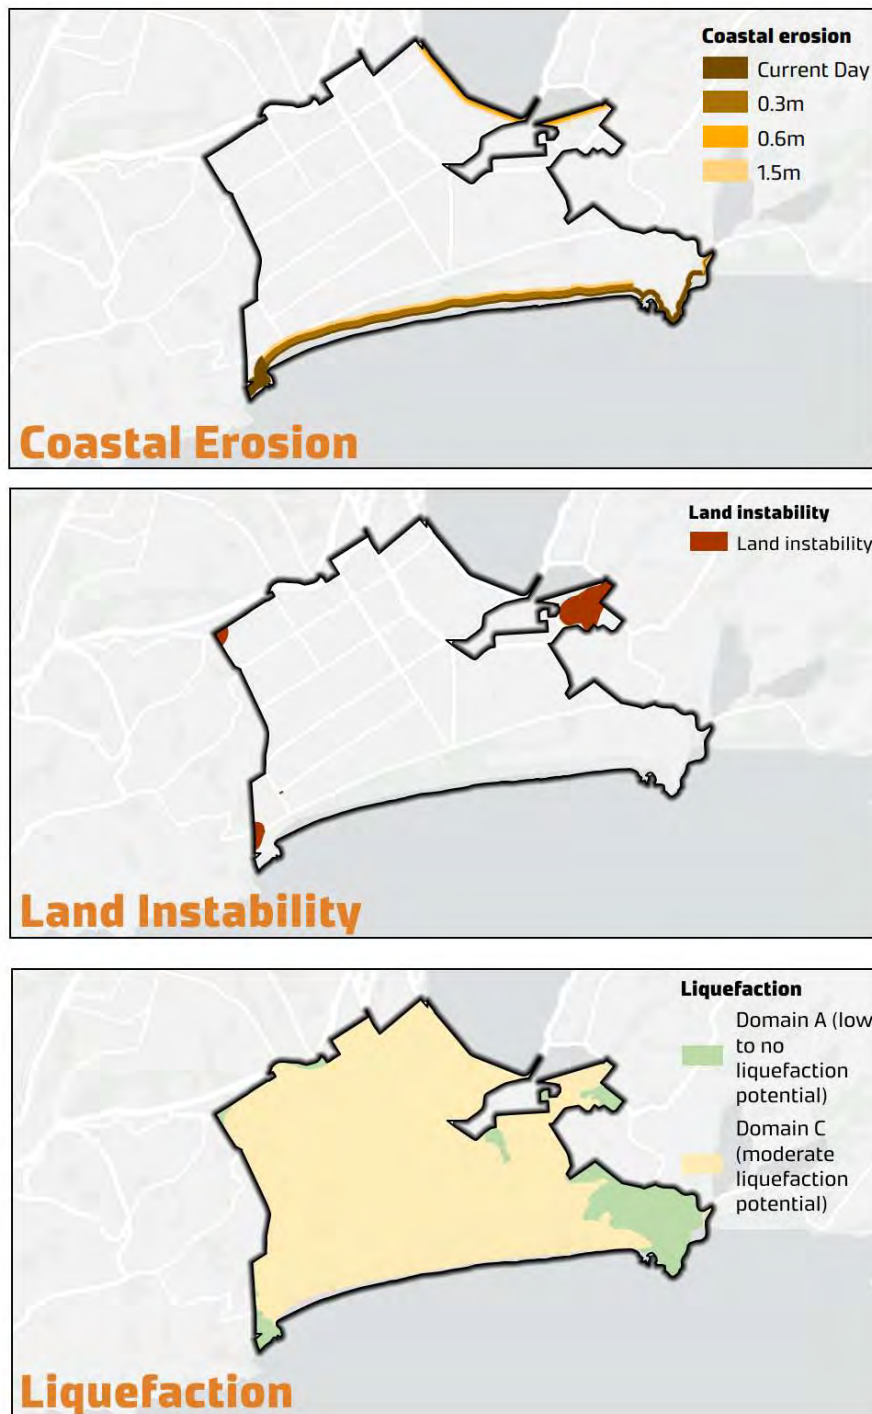 Coastal erosion
Current Day
0.3m
0.6m
1.5m
Coastal Erosion
Land instability
Land instability
Land Instability
Liquefaction
Domain A (low
to no
liquefaction
potential)
Domain C
(moderate
liquefaction
potential)
Liquefaction